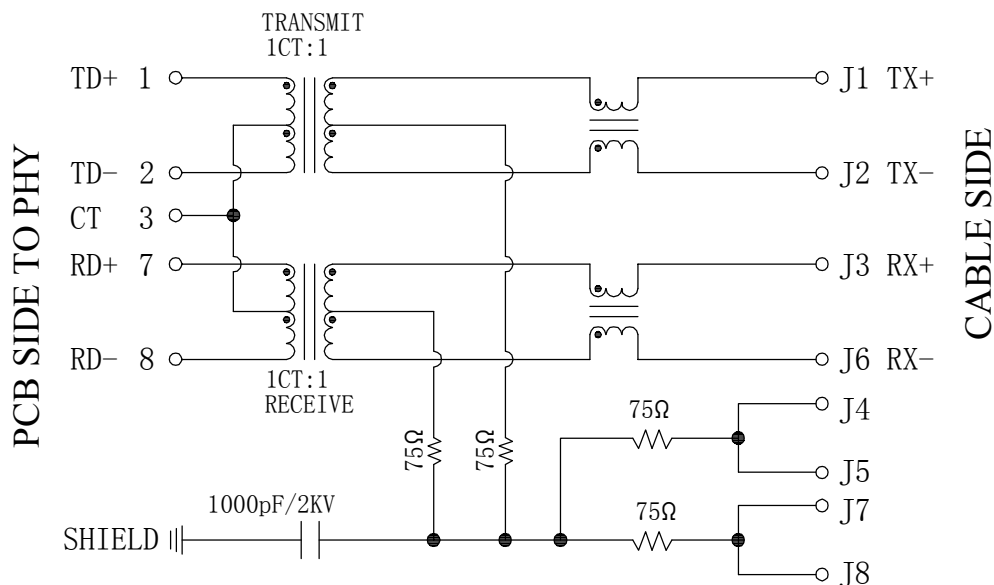 TRANSMIT
1CT:1
TD+ 1
J1 TX+
TD- 2
J2 TX-
CT 3
RD+ 7
J3 RX+
RD- 8
J6 RX-
1CT:1
RECEIVE
PCB SIDE TO PHY
CABLE SIDE
75Ω
J4
75Ω
75Ω
J5
1000pF/2KV
75Ω
J7
SHIELD
J8